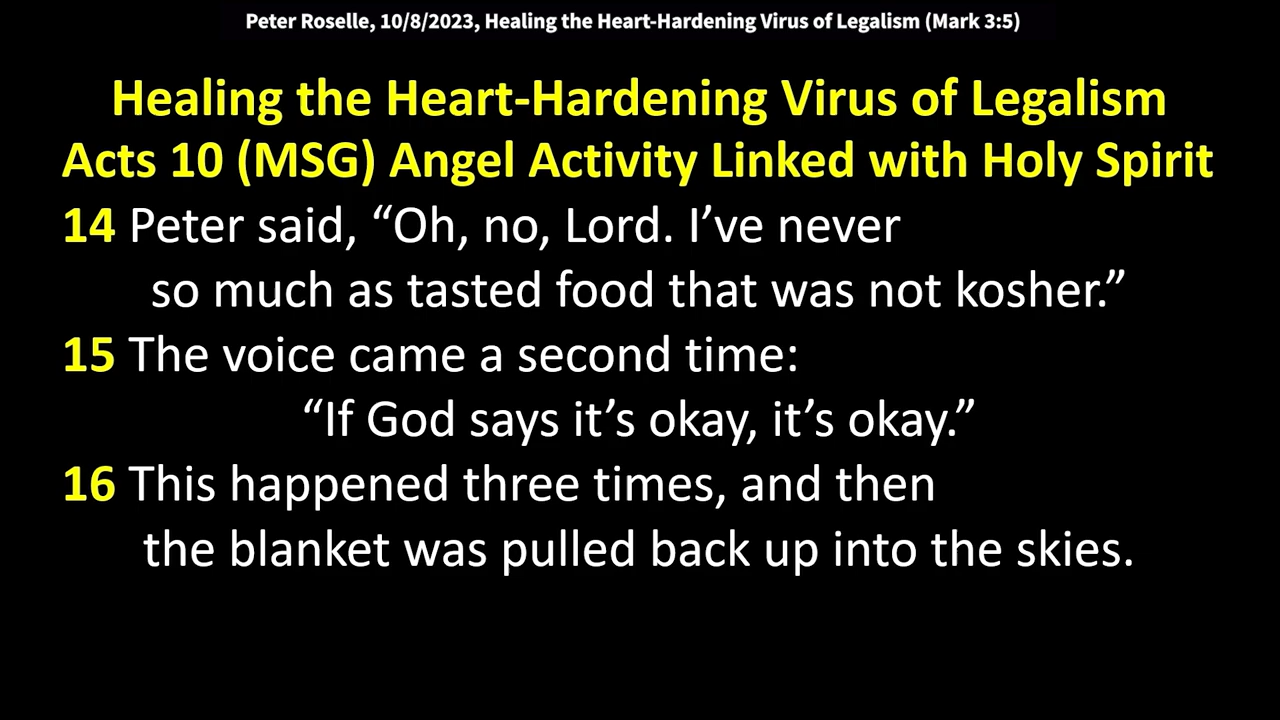 Peter Roselle, 10/8/2023, Healing the Heart-Hardening Virus of Legalism (Mark 3:5)
Healing the Heart-Hardening Virus of Legalism
Acts 10 (MSG) Angel Activity Linked with Holy Spirit
14 Peter said, “Oh, no, Lord. I’ve never
so much as tasted food that was not kosher.”
15 The voice came a second time:
“If God says it’s okay, it’s okay.”
16 This happened three times, and then
the blanket was pulled back up into the skies.